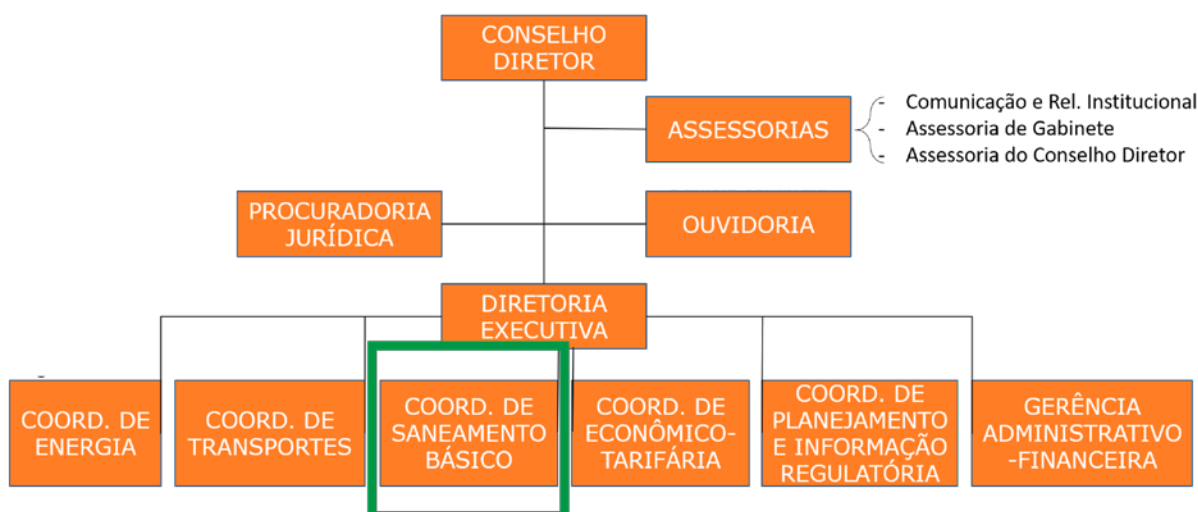 CONSELHO
DIRETOR
ASSESSORIAS
- Comunicação e Rel. Institucional
- Assessoria de Gabinete
- Assessoria do Conselho Diretor
PROCURADORIA
JURÍDICA
OUVIDORIA
DIRETORIA
EXECUTIVA
COORD. DE
ENERGIA
COORD. DE
TRANSPORTES
COORD. DE
SANEAMENTO
BÁSICO
COORD. DE
ECONÔMICO-
TARIFÁRIA
COORD. DE
PLANEJAMENTO
E INFORMAÇÃO
REGULATÓRIA
GERÊNCIA
ADMINISTRATIVO
-FINANCEIRA